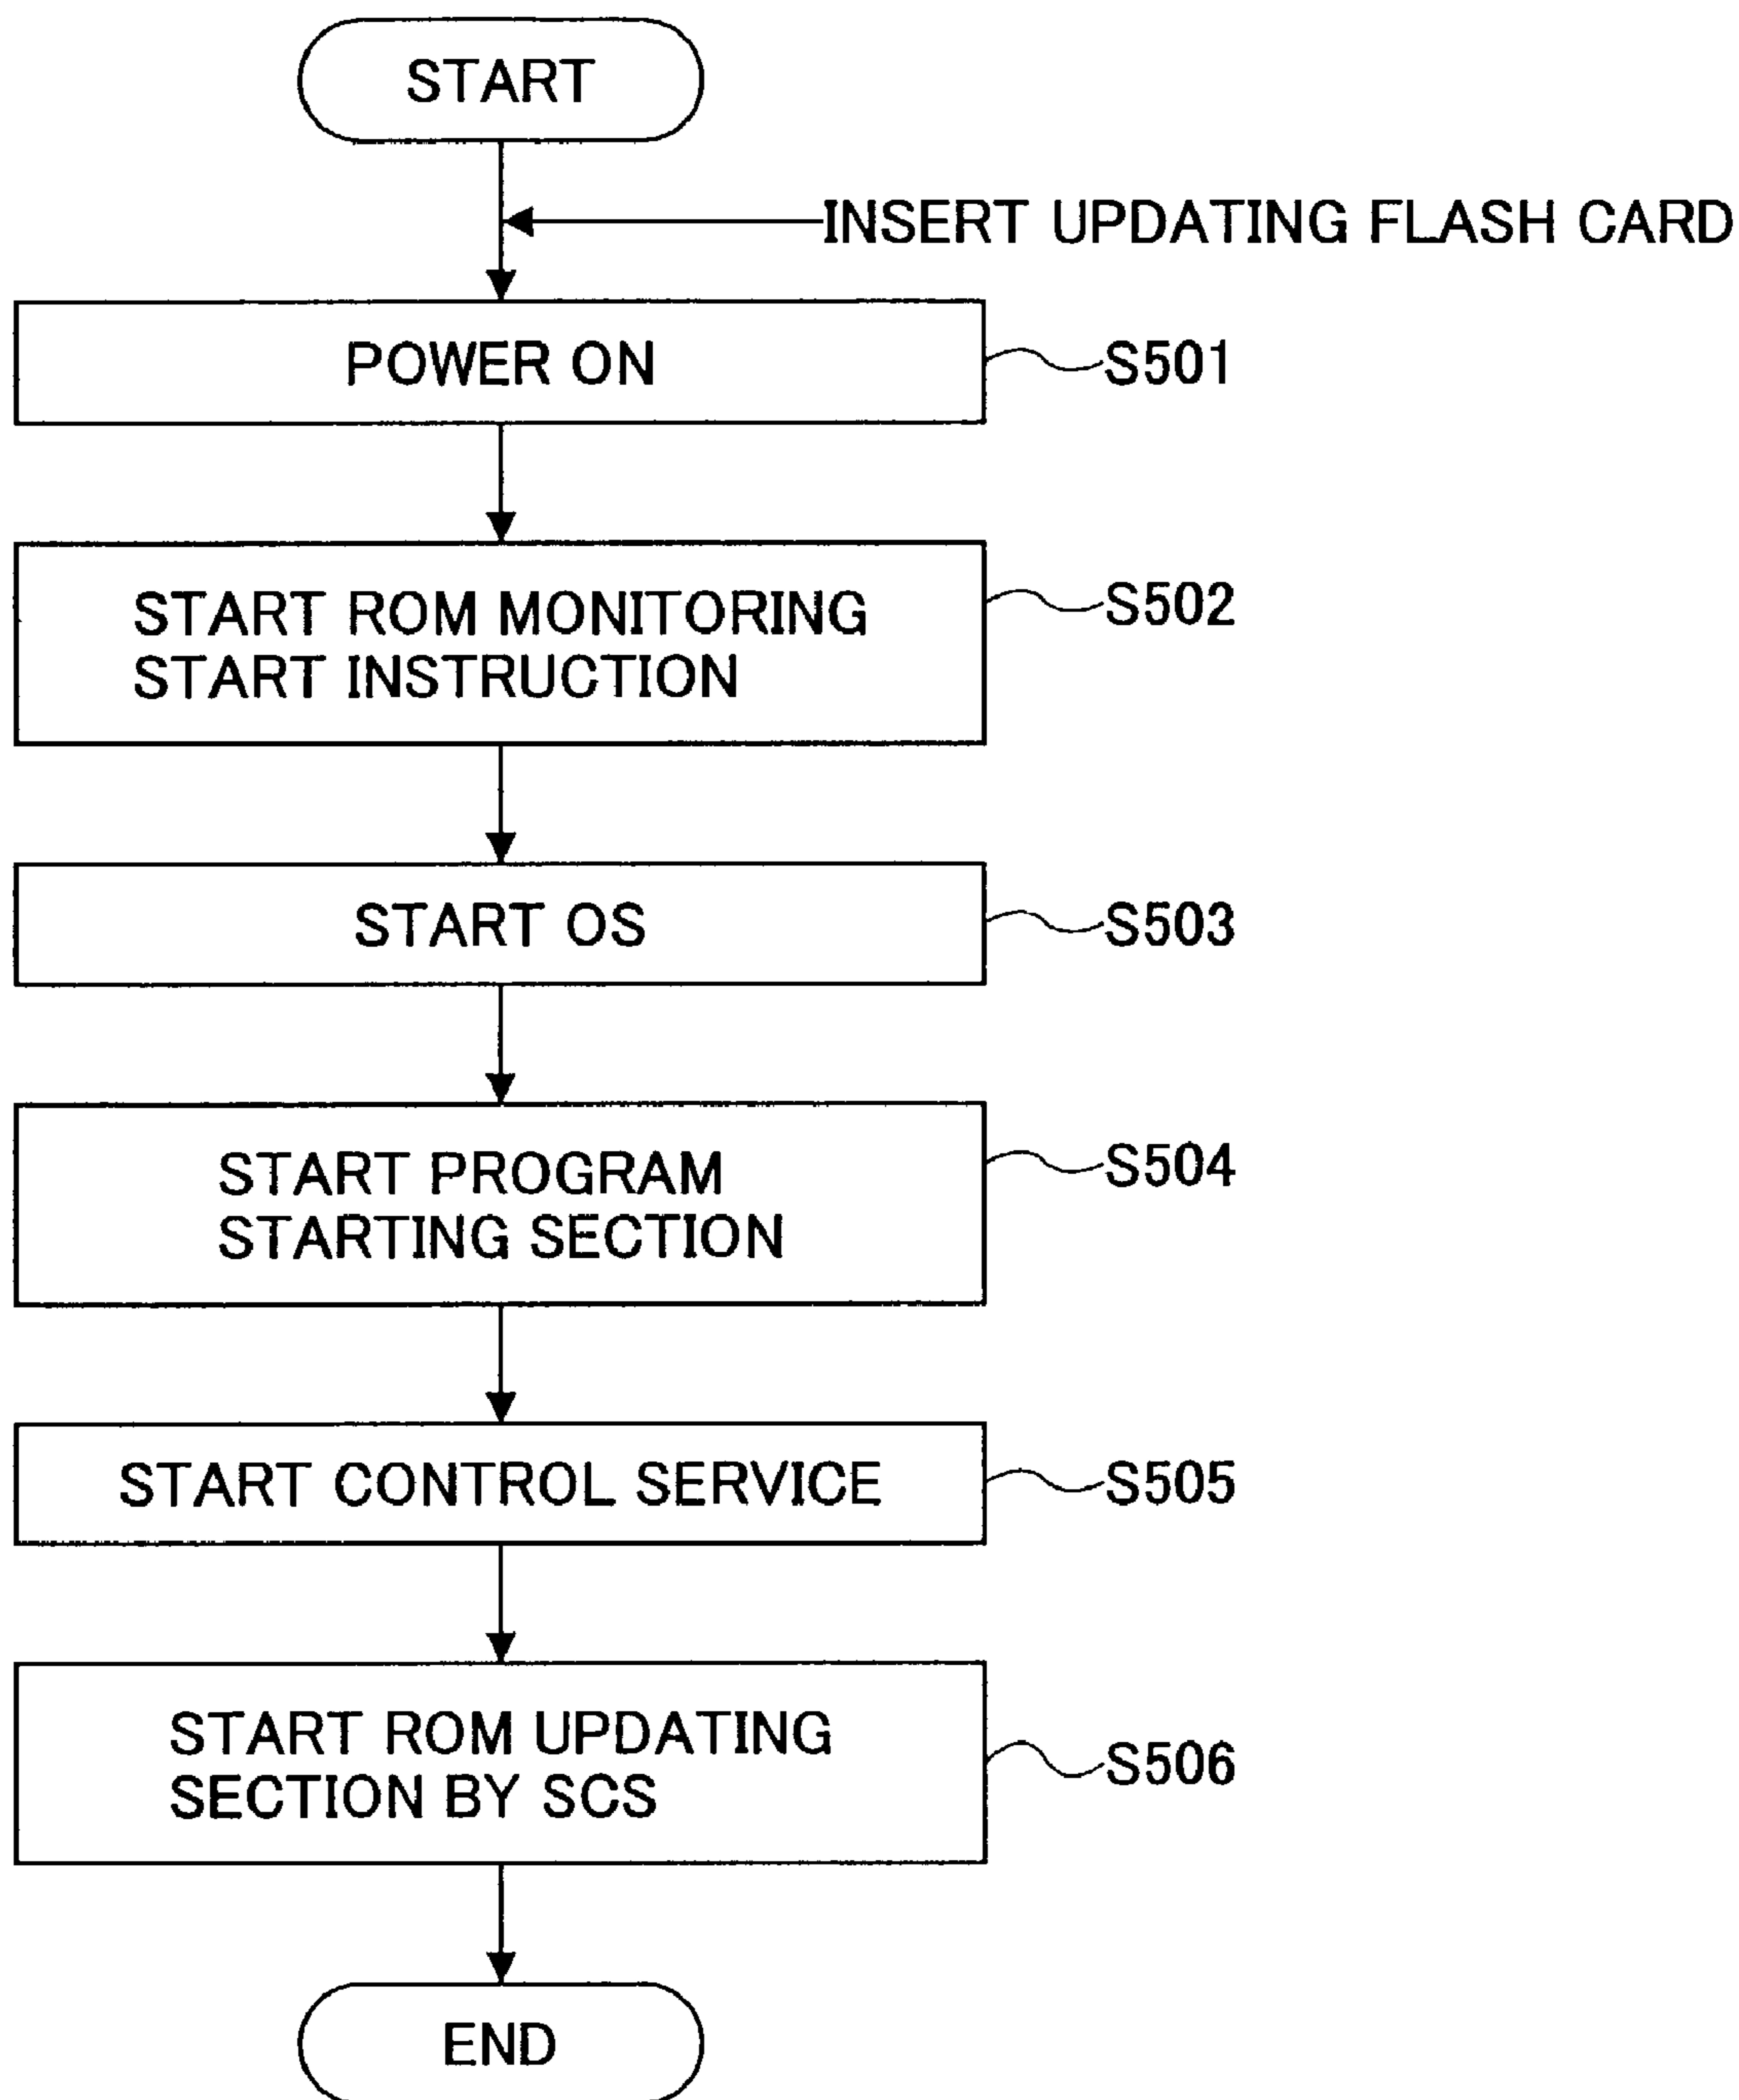 START
INSERT UPDATING FLASH CARD
POWER ON
S501
START ROM MONITORING
START INSTRUCTION
S502
START OS
S503
START PROGRAM
STARTING SECTION
S504
START CONTROL SERVICE
S505
START ROM UPDATING
SECTION BY SCS
S506
END